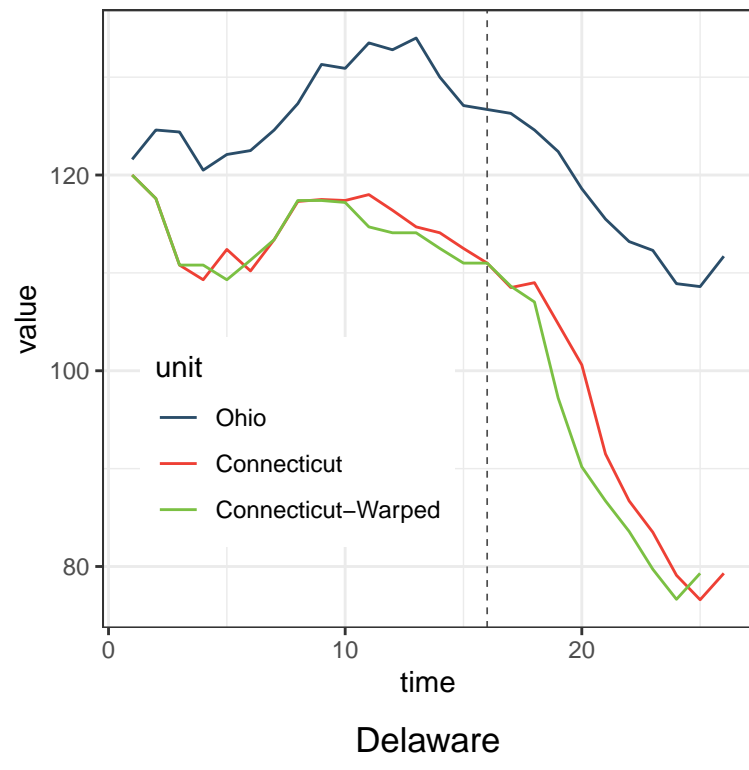 120
100
80
value
unit
Ohio
Connecticut
Connecticut−Warped
0 10 20
time
Delaware